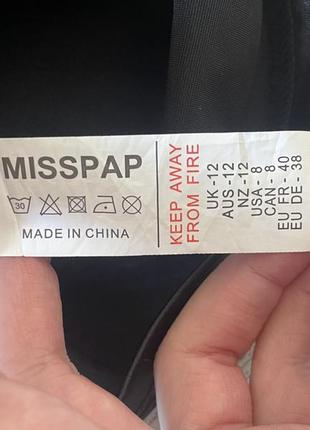 MISSPAP
30
MADE IN CHINA
KEEP AWAY
FROM FIRE
UK -12
AUS -12
NZ -12
USA - 8
CAN - 8
EU FR - 40
EU DE - 38